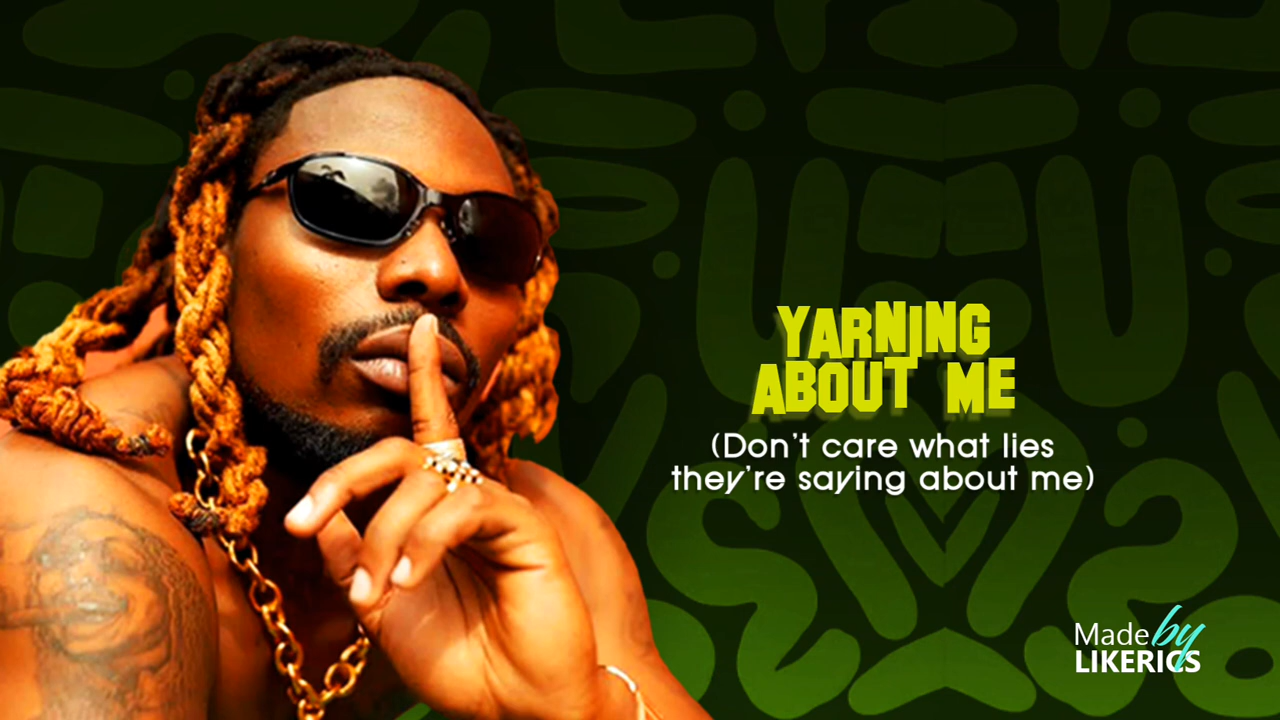 YARNING
ABOUT ME
(Don't care what lies
they're saying about me)
Made by
LIKERICS